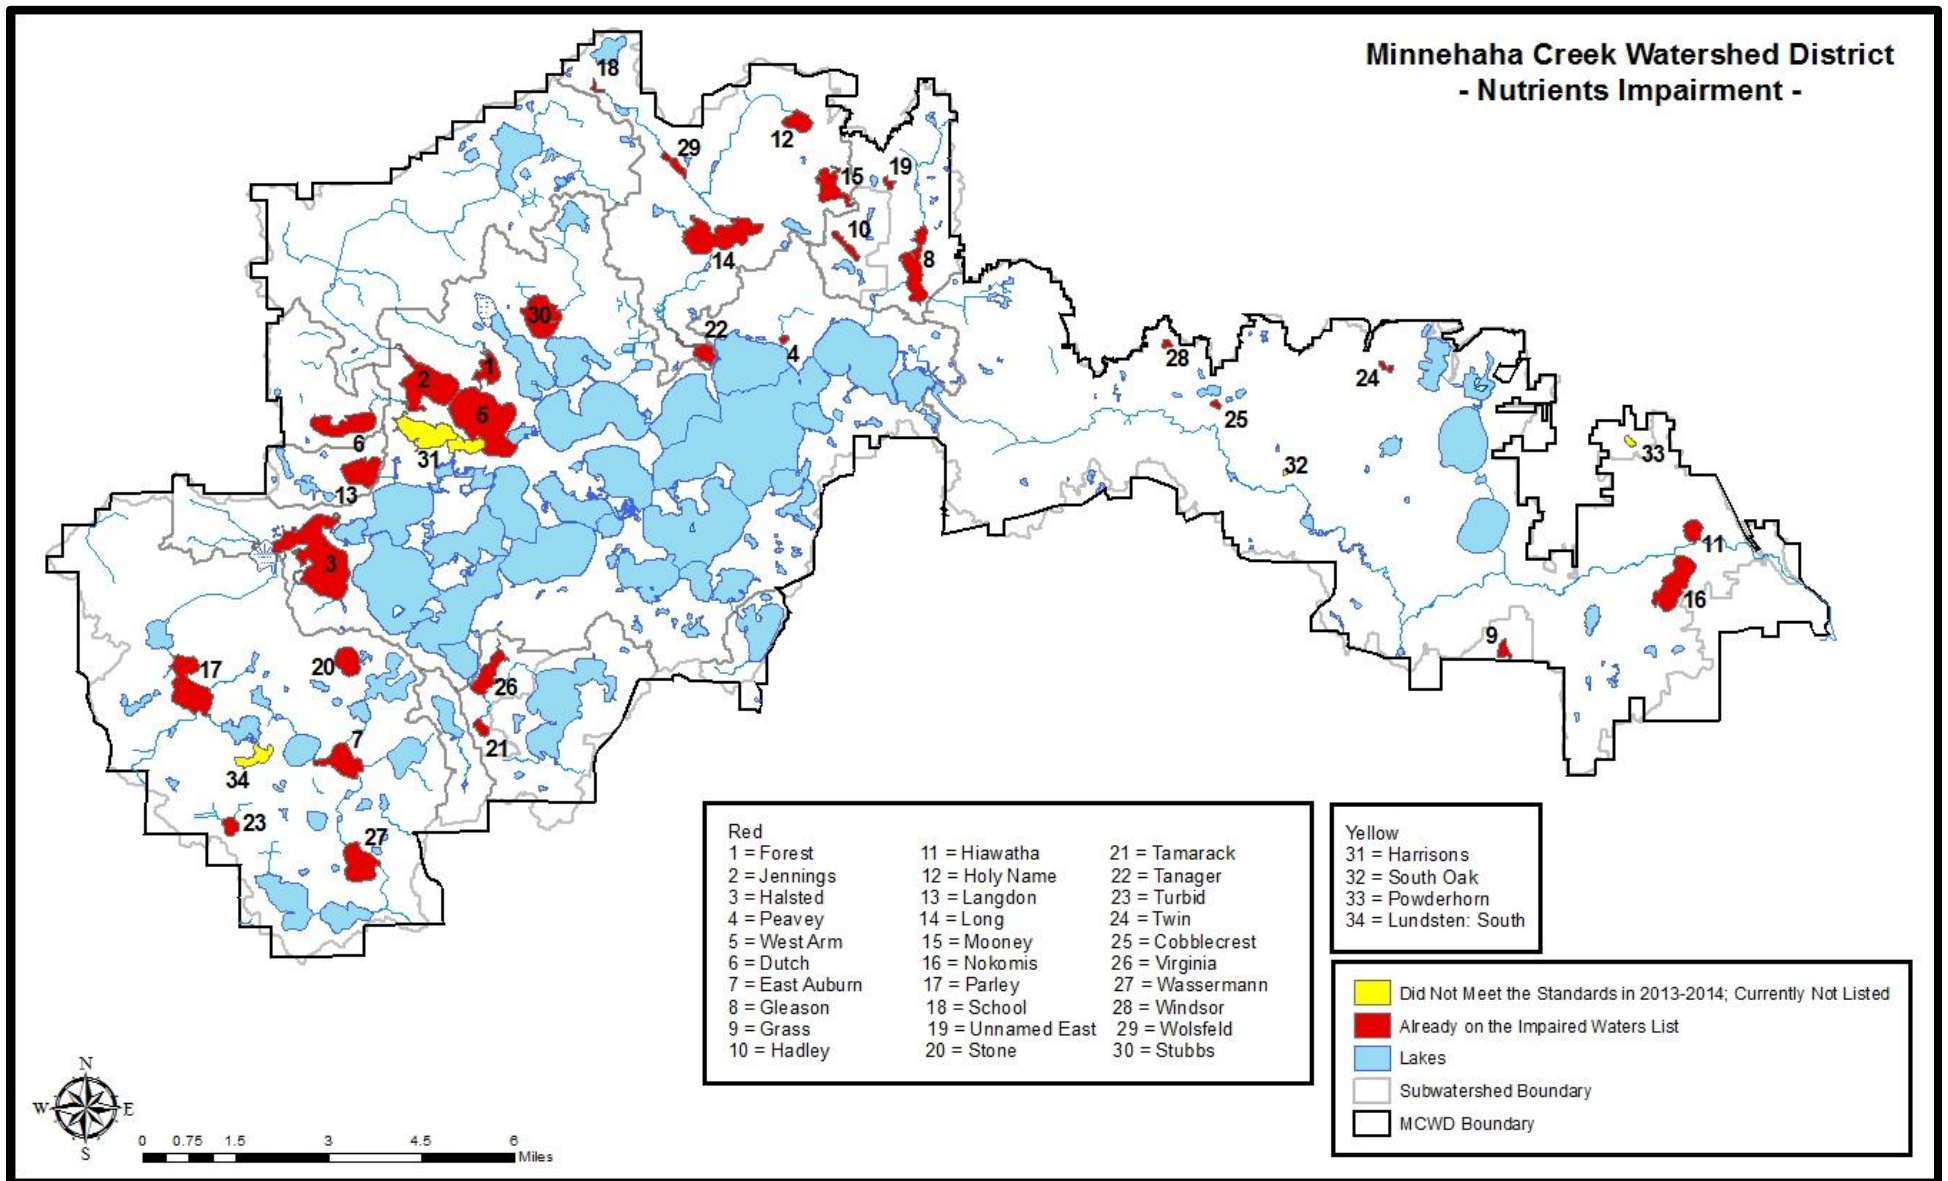 Minnehaha Creek Watershed District
- Nutrients Impairment -
18
12
29
15
19
10
14
8
30
22
4
1
2
5
6
31
13
28
24
25
32
33
3
11
16
9
17
20
26
7
21
34
23
27
Red
1 = Forest
2 = Jennings
3 = Halsted
4 = Peavey
5 = West Arm
6 = Dutch
7 = East Auburn
8 = Gleason
9 = Grass
10 = Hadley
11 = Hiawatha
12 = Holy Name
13 = Langdon
14 = Long
15 = Mooney
16 = Nokomis
17 = Parley
18 = School
19 = Unnamed East
20 = Stone
21 = Tamarack
22 = Tanager
23 = Turbid
24 = Twin
25 = Cobblecrest
26 = Virginia
27 = Wassermann
28 = Windsor
29 = Wolsfeld
30 = Stubbs
Yellow
31 = Harrisons
32 = South Oak
33 = Powderhorn
34 = Lundsten: South
Did Not Meet the Standards in 2013-2014; Currently Not Listed
Already on the Impaired Waters List
Lakes
Subwatershed Boundary
MCWD Boundary
N
W E
S
0 0.75 1.5 3 4.5 6
Miles